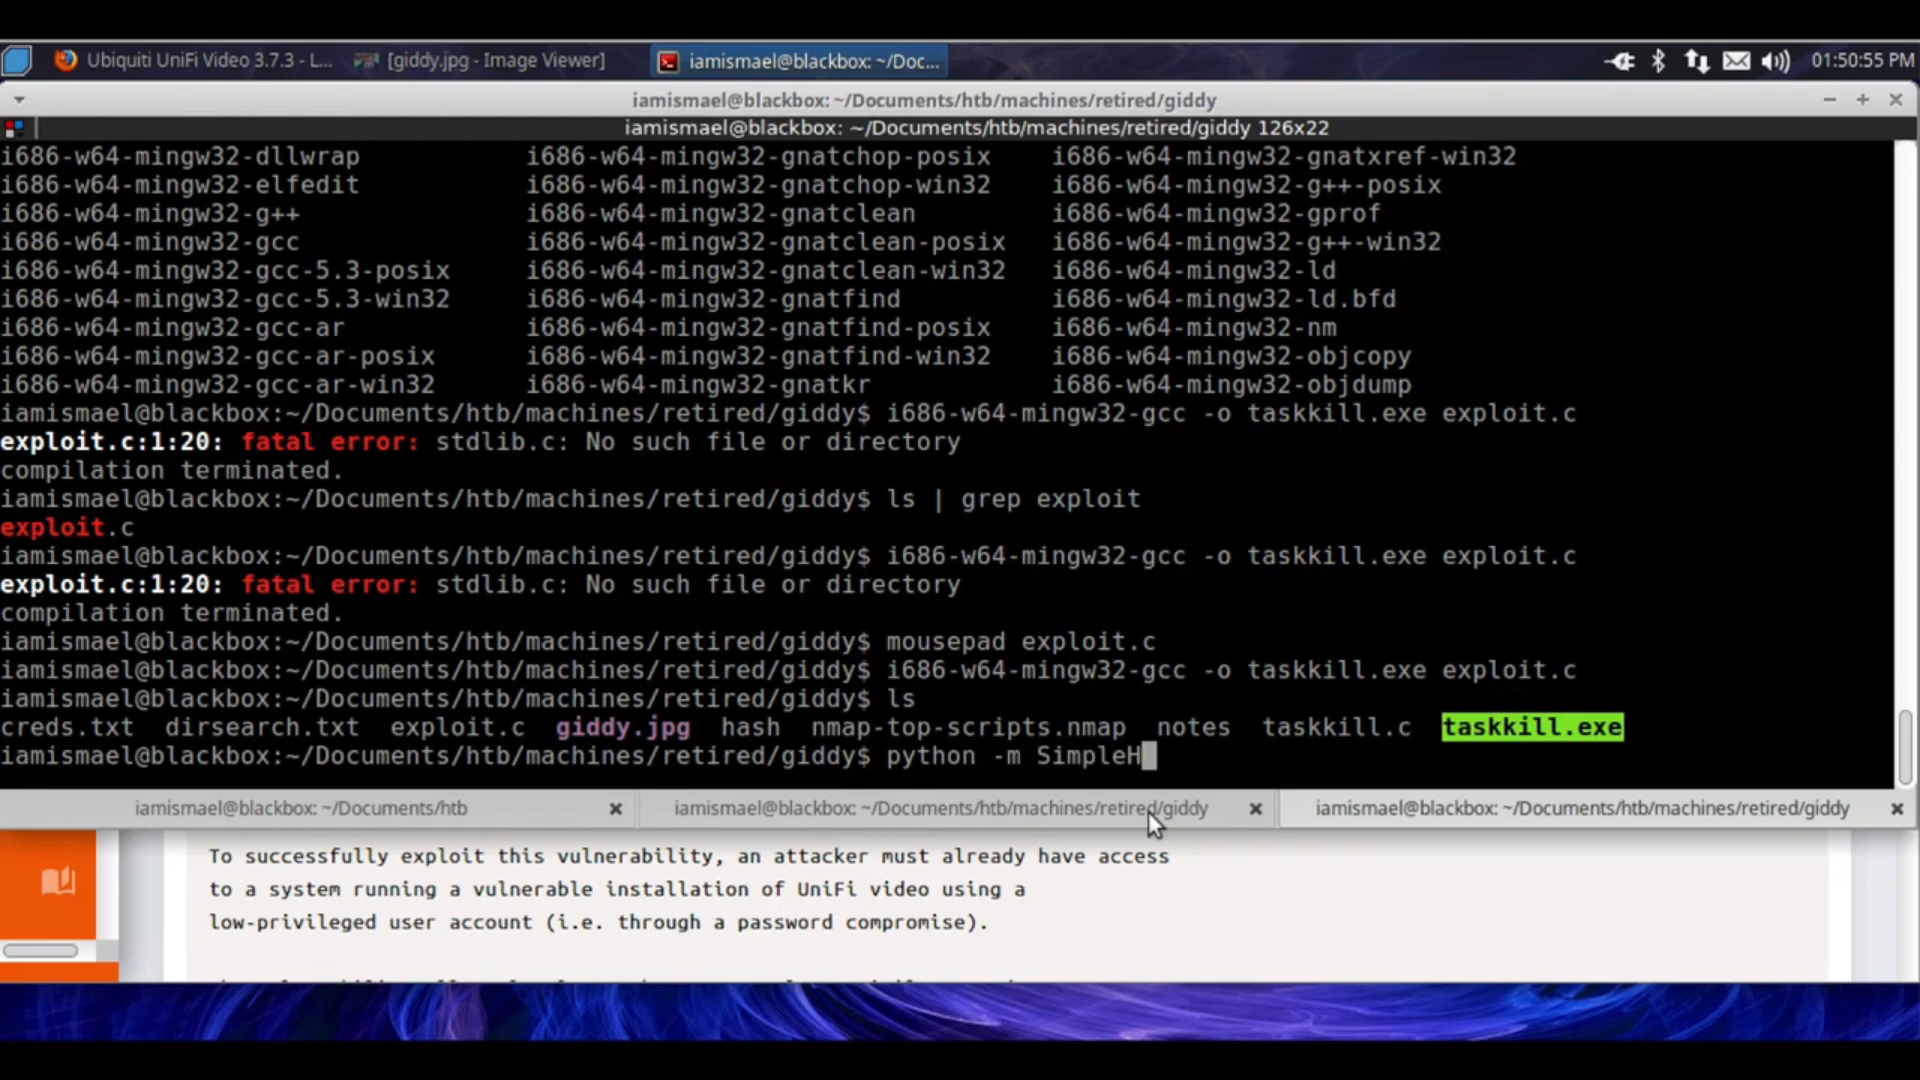 Ubiquiti UniFi Video 3.7.3 - L... [giddy.jpg - Image Viewer] iamismael@blackbox: ~/Doc... 01:50:55 PM
iamismael@blackbox: ~/Documents/htb/machines/retired/giddy
iamismael@blackbox: ~/Documents/htb/machines/retired/giddy 126x22
i686-w64-mingw32-dllwrap i686-w64-mingw32-gnatchop-posix i686-w64-mingw32-gnatxref-win32
i686-w64-mingw32-elfedit i686-w64-mingw32-gnatchop-win32 i686-w64-mingw32-g++-posix
i686-w64-mingw32-g++ i686-w64-mingw32-gnatclean i686-w64-mingw32-gprof
i686-w64-mingw32-gcc i686-w64-mingw32-gnatclean-posix i686-w64-mingw32-g++-win32
i686-w64-mingw32-gcc-5.3-posix i686-w64-mingw32-gnatclean-win32 i686-w64-mingw32-ld
i686-w64-mingw32-gcc-5.3-win32 i686-w64-mingw32-gnatfind i686-w64-mingw32-ld.bfd
i686-w64-mingw32-gcc-ar i686-w64-mingw32-gnatfind-posix i686-w64-mingw32-nm
i686-w64-mingw32-gcc-ar-posix i686-w64-mingw32-gnatfind-win32 i686-w64-mingw32-objcopy
i686-w64-mingw32-gcc-ar-win32 i686-w64-mingw32-gnatkr i686-w64-mingw32-objdump
iamismael@blackbox:~/Documents/htb/machines/retired/giddy$ i686-w64-mingw32-gcc -o taskkill.exe exploit.c
exploit.c:1:20: fatal error: stdlib.c: No such file or directory
compilation terminated.
iamismael@blackbox:~/Documents/htb/machines/retired/giddy$ ls | grep exploit
exploit.c
iamismael@blackbox:~/Documents/htb/machines/retired/giddy$ i686-w64-mingw32-gcc -o taskkill.exe exploit.c
exploit.c:1:20: fatal error: stdlib.c: No such file or directory
compilation terminated.
iamismael@blackbox:~/Documents/htb/machines/retired/giddy$ mousepad exploit.c
iamismael@blackbox:~/Documents/htb/machines/retired/giddy$ i686-w64-mingw32-gcc -o taskkill.exe exploit.c
iamismael@blackbox:~/Documents/htb/machines/retired/giddy$ ls
creds.txt dirsearch.txt exploit.c giddy.jpg hash nmap-top-scripts.nmap notes taskkill.c taskkill.exe
iamismael@blackbox:~/Documents/htb/machines/retired/giddy$ python -m SimpleH
iamismael@blackbox: ~/Documents/htb iamismael@blackbox: ~/Documents/htb/machines/retired/giddy iamismael@blackbox: ~/Documents/htb/machines/retired/giddy
To successfully exploit this vulnerability, an attacker must already have access
to a system running a vulnerable installation of UniFi video using a
low-privileged user account (i.e. through a password compromise).